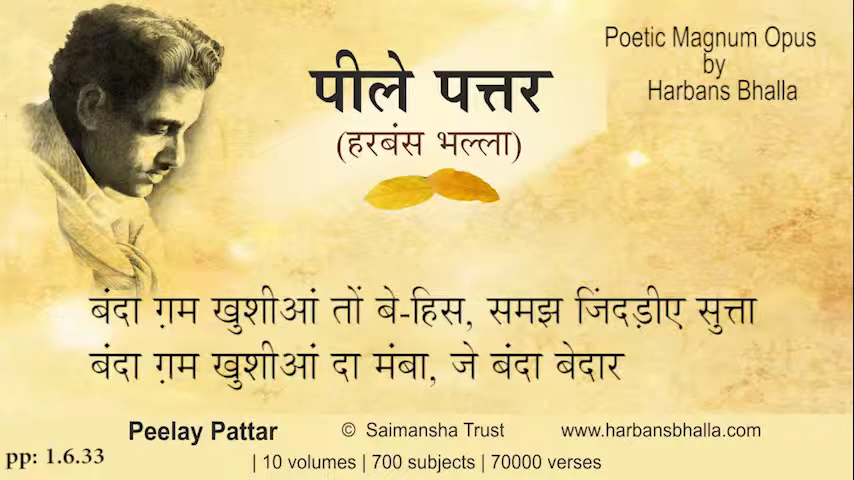 पीले पत्तर
(हरबंस भल्ला)
Poetic Magnum Opus
by
Harbans Bhalla
बंदा ग़म खुशीआं तों बे-हिस, समझ जिंदड़ीए सुत्ता
बंदा ग़म खुशीआं दा मंबा, जे बंदा बेदार
Peelay Pattar © Saimansha Trust www.harbansbhalla.com
pp: 1.6.33
| 10 volumes | 700 subjects | 70000 verses